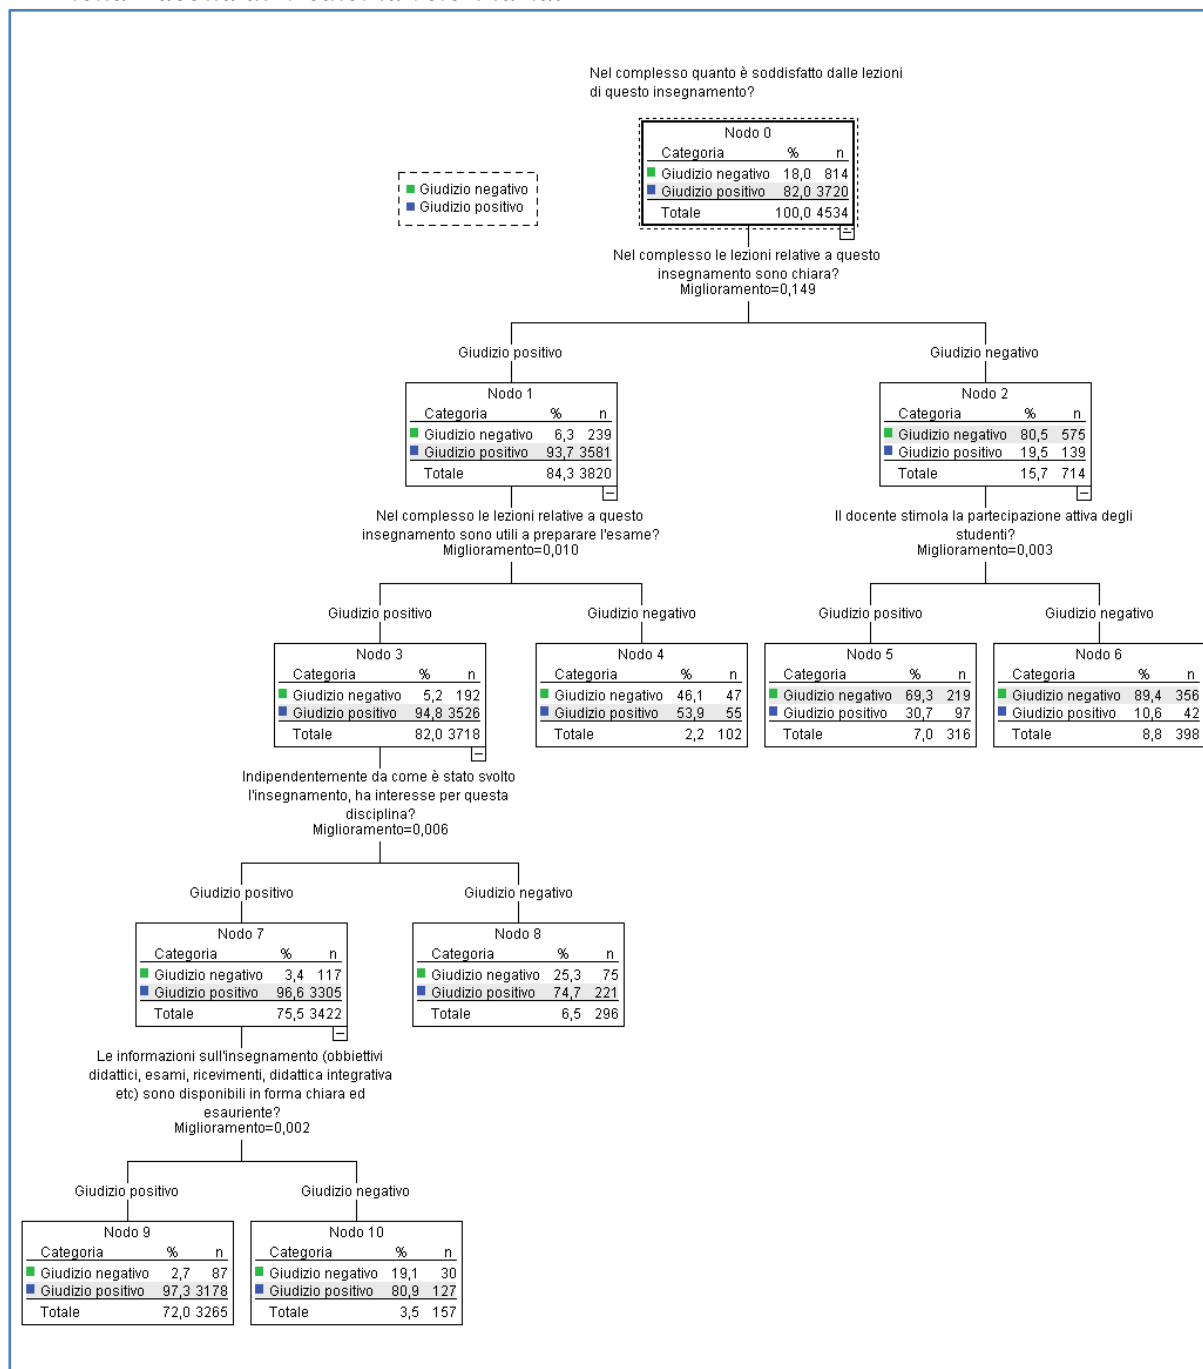 Nel complesso quanto è soddisfatto dalle lezioni
di questo insegnamento?
Nodo 0
Categoria % n
Giudizio negativo 18,0 814
Giudizio positivo 82,0 3720
Totale 100,0 4534
Giudizio negativo
Giudizio positivo
Nel complesso le lezioni relative a questo
insegnamento sono chiara?
Miglioramento=0,149
Giudizio positivo
Giudizio negativo
Nodo 1
Categoria % n
Giudizio negativo 6,3 239
Giudizio positivo 93,7 3581
Totale 84,3 3820
Nodo 2
Categoria % n
Giudizio negativo 80,5 575
Giudizio positivo 19,5 139
Totale 15,7 714
Nel complesso le lezioni relative a questo
insegnamento sono utili a preparare l'esame?
Miglioramento=0,010
Il docente stimola la partecipazione attiva degli
studenti?
Miglioramento=0,003
Giudizio positivo
Giudizio negativo
Giudizio positivo
Giudizio negativo
Nodo 3
Categoria % n
Giudizio negativo 5,2 192
Giudizio positivo 94,8 3526
Totale 82,0 3718
Nodo 4
Categoria % n
Giudizio negativo 46,1 47
Giudizio positivo 53,9 55
Totale 2,2 102
Nodo 5
Categoria % n
Giudizio negativo 69,3 219
Giudizio positivo 30,7 97
Totale 7,0 316
Nodo 6
Categoria % n
Giudizio negativo 89,4 356
Giudizio positivo 10,6 42
Totale 8,8 398
Indipendentemente da come è stato svolto
l'insegnamento, ha interesse per questa
disciplina?
Miglioramento=0,006
Giudizio positivo
Giudizio negativo
Nodo 7
Categoria % n
Giudizio negativo 3,4 117
Giudizio positivo 96,6 3305
Totale 75,5 3422
Nodo 8
Categoria % n
Giudizio negativo 25,3 75
Giudizio positivo 74,7 221
Totale 6,5 296
Le informazioni sull'insegnamento (obbiettivi
didattici, esami, ricevimenti, didattica integrativa
etc) sono disponibili in forma chiara ed
esauriente?
Miglioramento=0,002
Giudizio positivo
Giudizio negativo
Nodo 9
Categoria % n
Giudizio negativo 2,7 87
Giudizio positivo 97,3 3178
Totale 72,0 3265
Nodo 10
Categoria % n
Giudizio negativo 19,1 30
Giudizio positivo 80,9 127
Totale 3,5 157